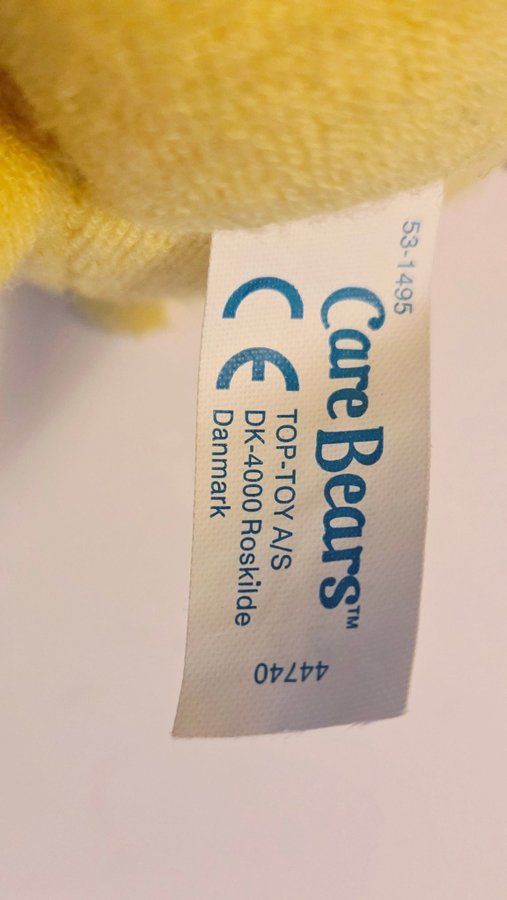 53-1495
Care Bears™
CE
TOP-TOY A/S
DK-4000 Roskilde
Danmark
44740